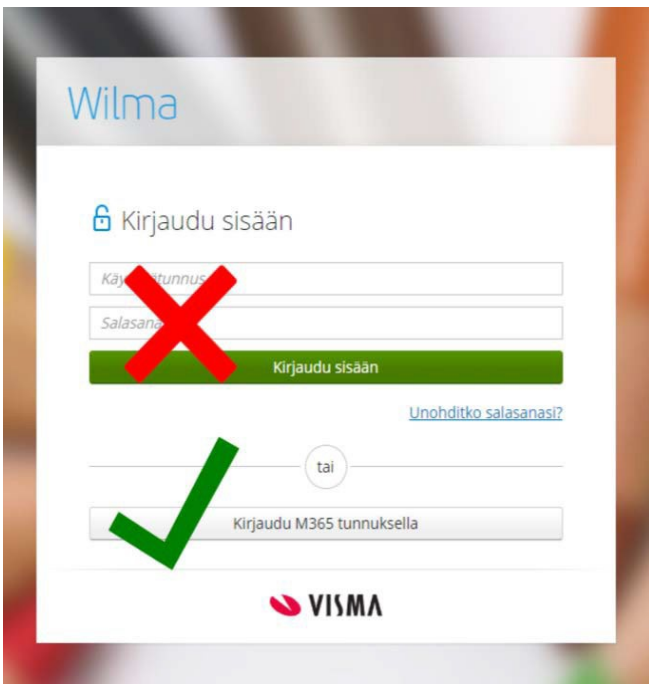 Wilma
Kirjaudu sisään
Salasana
Kirjaudu sisään
Unohditko salasanasi?
tai
Kirjaudu M365 tunnuksella
VISMA